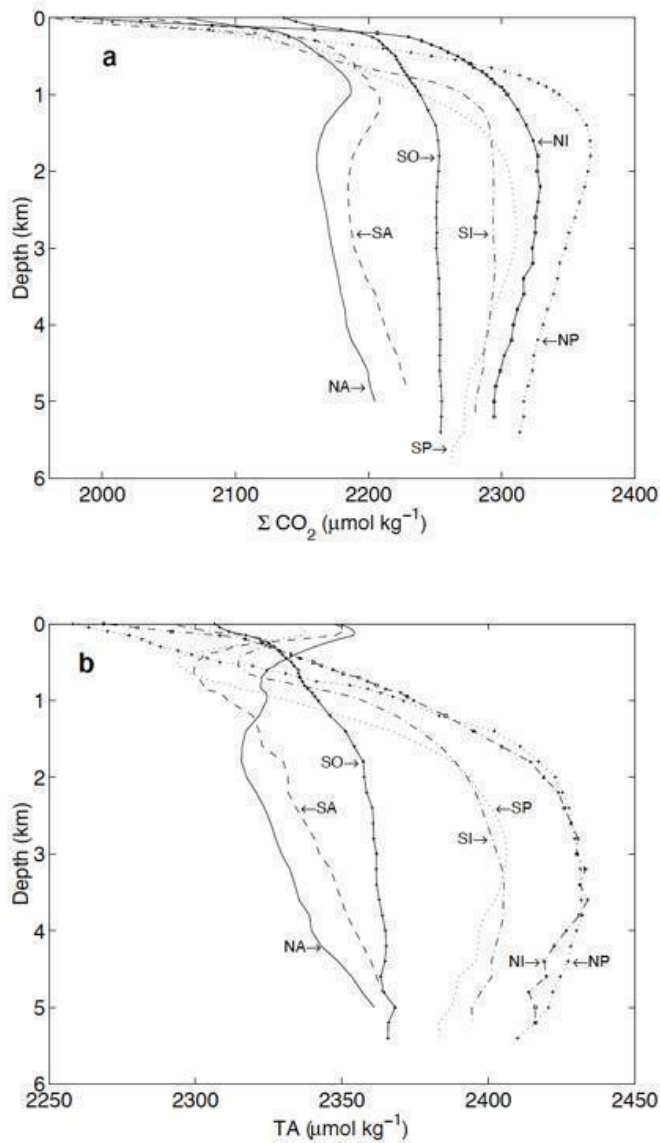 0
a
1
←NI
SO→
2
←SA
SI→
3
4
←NP
NA→
5
SP→
6
2000 2100 2200 2300 2400
Σ CO₂ (μmol kg⁻¹)
Depth (km)
0
b
1
SO→
2
←SA
←SP
SI→
3
4
NA→
NI→
←NP
5
6
2250 2300 2350 2400 2450
TA (μmol kg⁻¹)
Depth (km)